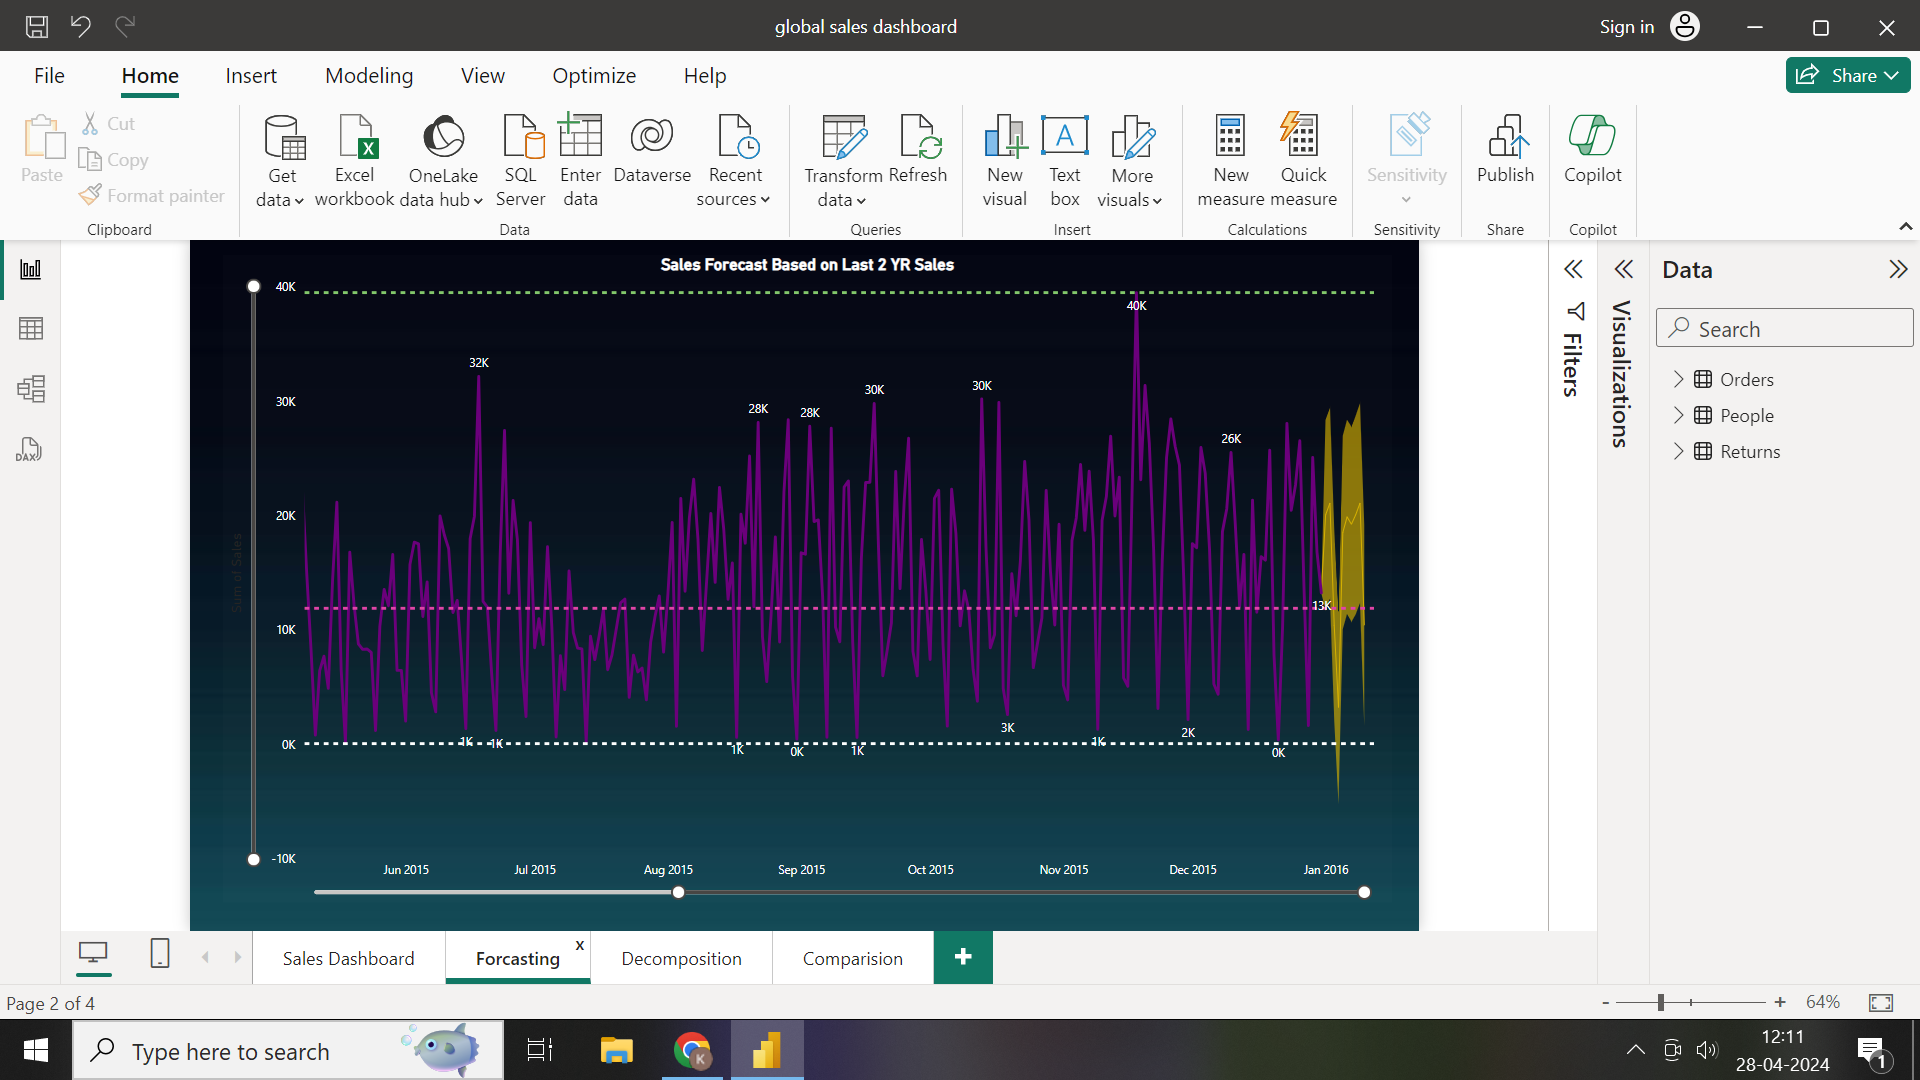 global sales dashboard
Sign in
File Home Insert Modeling View Optimize Help
Share
Paste
Cut
Copy
Format painter
Clipboard
Get data
Excel workbook
OneLake data hub
SQL Server
Enter data
Dataverse
Recent sources
Data
Transform data
Refresh
Queries
New visual
Text box
More visuals
Insert
New measure
Quick measure
Calculations
Sensitivity
Sensitivity
Publish
Share
Copilot
Copilot
DAX
Sales Forecast Based on Last 2 YR Sales
Sum of Sales
40K
30K
20K
10K
0K
-10K
40K
32K
30K
30K
28K
28K
26K
13K
3K
2K
1K
1K
1K
0K
1K
1K
0K
Jun 2015 Jul 2015 Aug 2015 Sep 2015 Oct 2015 Nov 2015 Dec 2015 Jan 2016
Filters
Visualizations
Data
Search
Orders
People
Returns
Sales Dashboard
Forcasting
x
Decomposition
Comparision
+
Page 2 of 4
- + 64%
Type here to search
K
12:11
28-04-2024
1